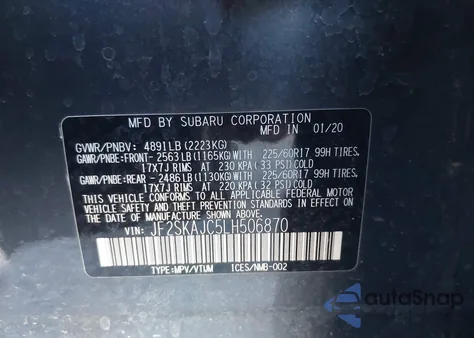 MFD BY SUBARU CORPORATION
MFD IN 01/20
GVWR/PNBV: 4891LB(2223KG)
GAWR/PNBE:FRONT- 2563LB(1165KG)WITH 225/60R17 99H TIRES,
17X7J RIMS AT 230 KPA(33 PSI)COLD
GAWR/PNBE:REAR -2486LB(1130KG)WITH 225/60R17 99H TIRES,
17X7J RIMS AT 220 KPA(32 PSI)COLD
THIS VEHICLE CONFORMS TO ALL APPLICABLE
FEDERAL MOTOR VEHICLE SAFETY, BUMPER, AND
THEFT PREVENTION STANDARDS IN EFFECT ON THE
DATE OF MANUFACTURE SHOWN ABOVE.
VIN: JF2SKAJC5LH506870
TYPE:MPV/VTUM ICES/NMB-002
autoSnap